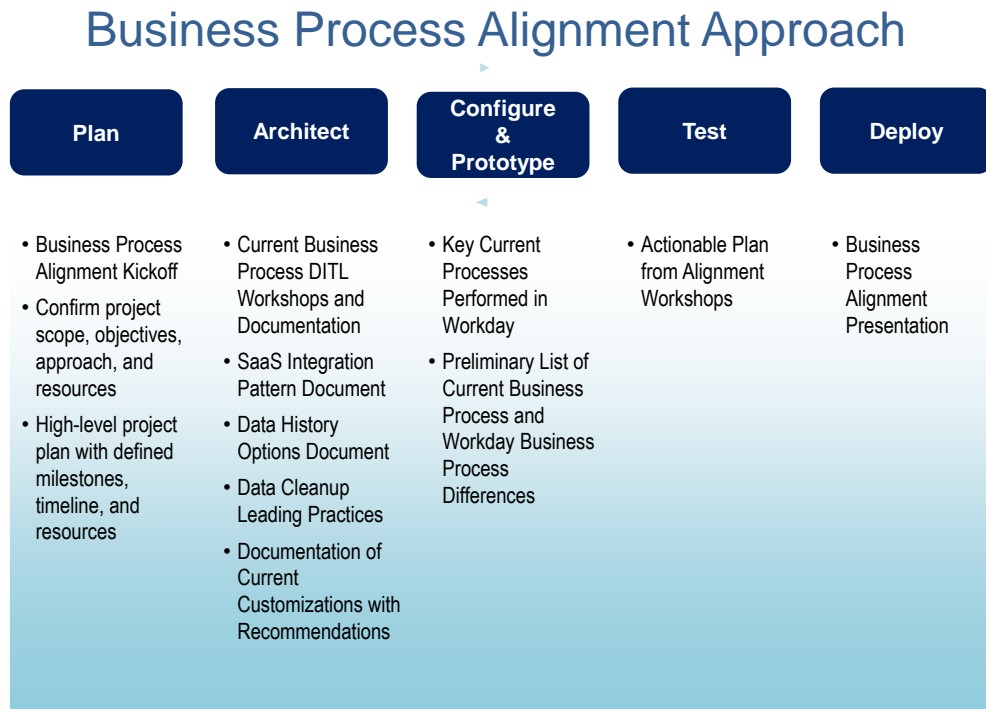 Business Process Alignment Approach
Plan
Architect
Configure
&
Prototype
Test
Deploy
• Business Process
Alignment Kickoff
• Confirm project
scope, objectives,
approach, and
resources
• High-level project
plan with defined
milestones,
timeline, and
resources
• Current Business
Process DITL
Workshops and
Documentation
• SaaS Integration
Pattern Document
• Data History
Options Document
• Data Cleanup
Leading Practices
• Documentation of
Current
Customizations with
Recommendations
• Key Current
Processes
Performed in
Workday
• Preliminary List of
Current Business
Process and
Workday Business
Process
Differences
• Actionable Plan
from Alignment
Workshops
• Business
Process
Alignment
Presentation